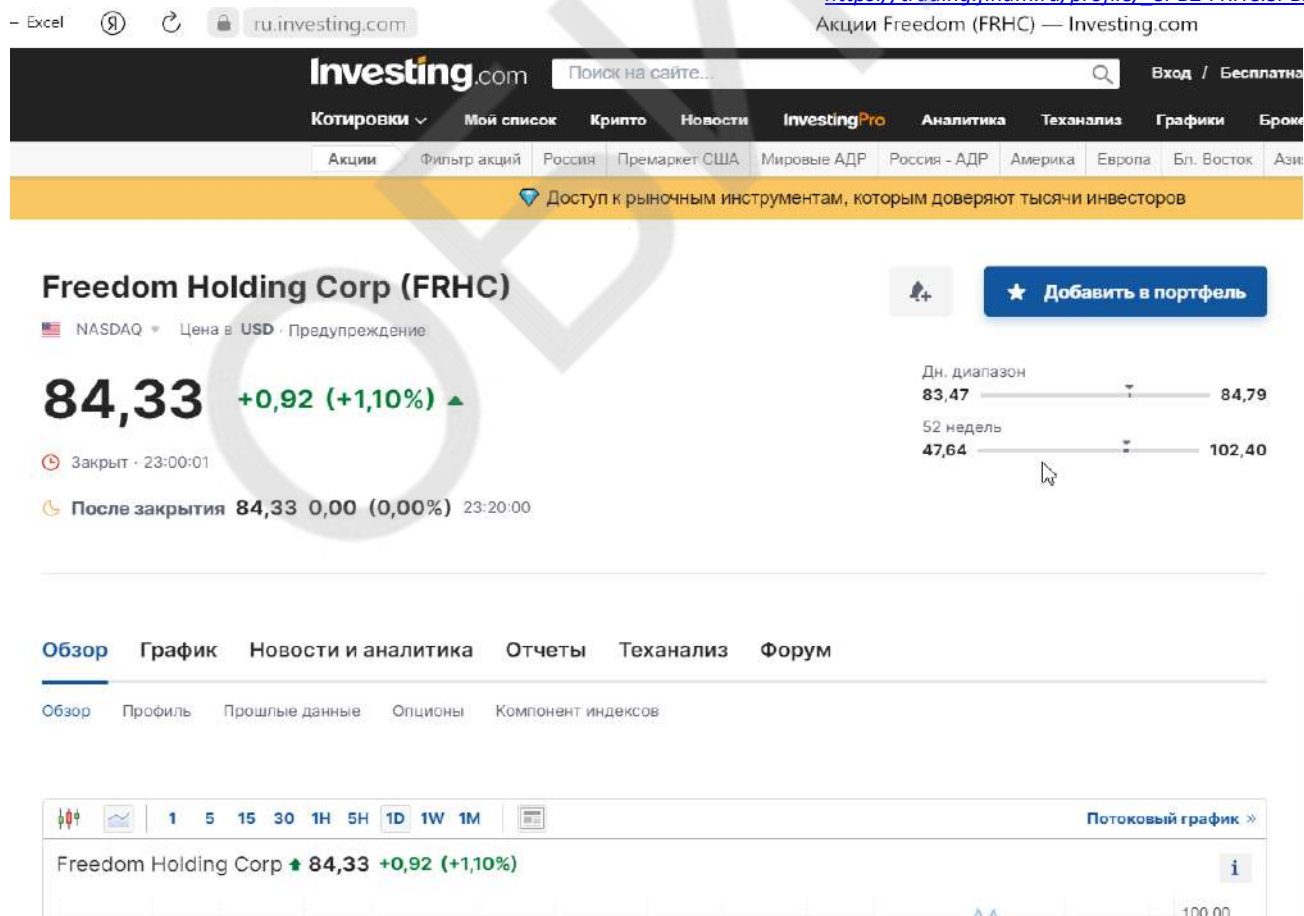 – Excel Я ru.investing.com Акции Freedom (FRHC) — Investing.com
Investing.com Поиск на сайте... Вход / Бесплатна
Котировки Мой список Крипто Новости InvestingPro Аналитика Теханализ Графики Броке
Акции Фильтр акций Россия Премаркет США Мировые АДР Россия - АДР Америка Европа Бл. Восток Ази
Доступ к рыночным инструментам, которым доверяют тысячи инвесторов
Freedom Holding Corp (FRHC)
Добавить в портфель
NASDAQ Цена в USD · Предупреждение
84,33 +0,92 (+1,10%)
Дн. диапазон
83,47 84,79
52 недель
47,64 102,40
Закрыт · 23:00:01
После закрытия 84,33 0,00 (0,00%) 23:20:00
Обзор График Новости и аналитика Отчеты Теханализ Форум
Обзор Профиль Прошлые данные Опционы Компонент индексов
1 5 15 30 1H 5H 1D 1W 1M Потоковый график »
Freedom Holding Corp 84,33 +0,92 (+1,10%) i
100,00